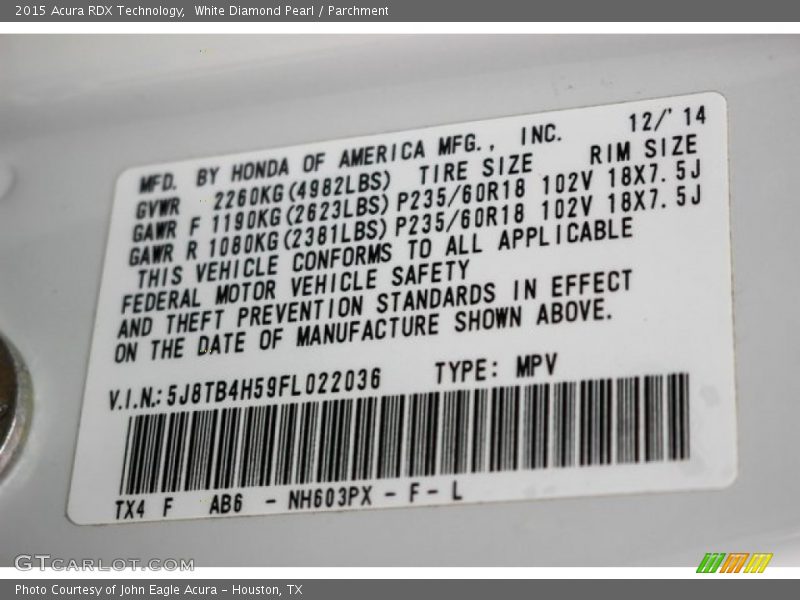 2015 Acura RDX Technology,  White Diamond Pearl / Parchment
MFD. BY HONDA OF AMERICA MFG., INC. 12/'14
GVWR 2260KG(4982LBS) TIRE SIZE RIM SIZE
GAWR F 1190KG(2623LBS) P235/60R18 102V 18X7.5J
GAWR R 1080KG(2381LBS) P235/60R18 102V 18X7.5J
THIS VEHICLE CONFORMS TO ALL APPLICABLE
FEDERAL MOTOR VEHICLE SAFETY
AND THEFT PREVENTION STANDARDS IN EFFECT
ON THE DATE OF MANUFACTURE SHOWN ABOVE.
V.I.N.: 5J8TB4H59FL022036 TYPE: MPV
TX4 F AB6 - NH603PX - F - L
GTCARLOT.COM
Photo Courtesy of John Eagle Acura - Houston, TX